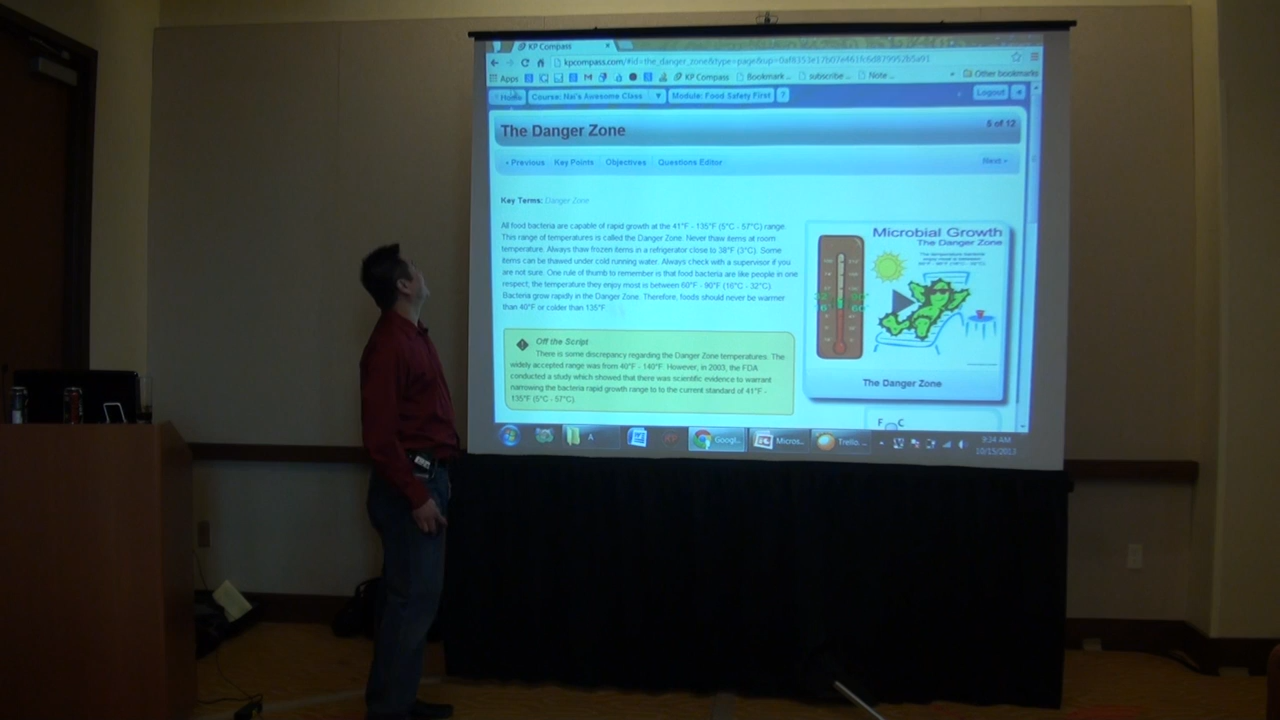 KP Compass
kpcompass.com/#id=the_danger_zone&type=page&up=0af8353e17b07e461fc6d879952b5a91
Apps KP Compass Bookmark... subscribe... Note... » Other bookmarks
Home Course: Nai's Awesome Class Module: Food Safety First ? Logout
The Danger Zone 5 of 12
‹ Previous Key Points Objectives Questions Editor Next ›
Key Terms: Danger Zone
All food bacteria are capable of rapid growth at the 41°F - 135°F (5°C - 57°C) range.
This range of temperatures is called the Danger Zone. Never thaw items at room
temperature. Always thaw frozen items in a refrigerator close to 38°F (3°C). Some
items can be thawed under cold running water. Always check with a supervisor if you
are not sure. One rule of thumb to remember is that food bacteria are like people in one
respect, the temperature they enjoy most is between 60°F - 90°F (16°C - 32°C).
Bacteria grow rapidly in the Danger Zone. Therefore, foods should never be warmer
than 40°F or colder than 135°F.
Microbial Growth
The Danger Zone
The Danger Zone
Off the Script
There is some discrepancy regarding the Danger Zone temperatures. The
widely accepted range was from 40°F - 140°F. However, in 2003, the FDA
conducted a study which showed that there was scientific evidence to warrant
narrowing the bacteria rapid growth range to to the current standard of 41°F -
135°F (5°C - 57°C).
F C
A Googl... Micros... Trello... 9:34 AM
10/15/2013